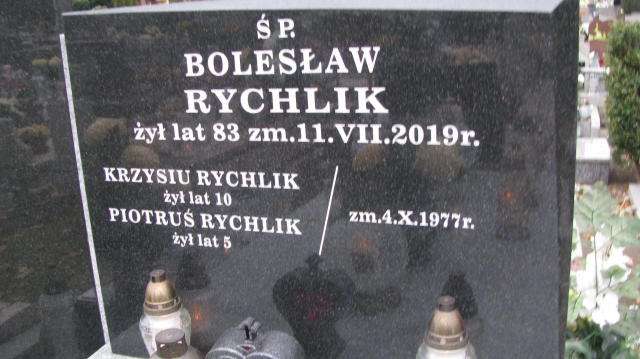 Ś P.
BOLESŁAW
RYCHLIK
żył lat 83 zm.11.VII.2019r.
KRZYSIU RYCHLIK
żył lat 10
PIOTRUŚ RYCHLIK
żył lat 5
zm.4.X.1977r.